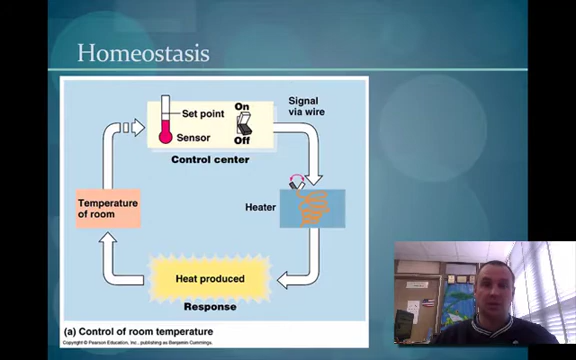 Homeostasis
On
Signal
via wire
Set point
Sensor
Off
Control center
Temperature
of room
Heater
Heat produced
Response
(a) Control of room temperature
Copyright © Pearson Education, Inc., publishing as Benjamin Cummings.